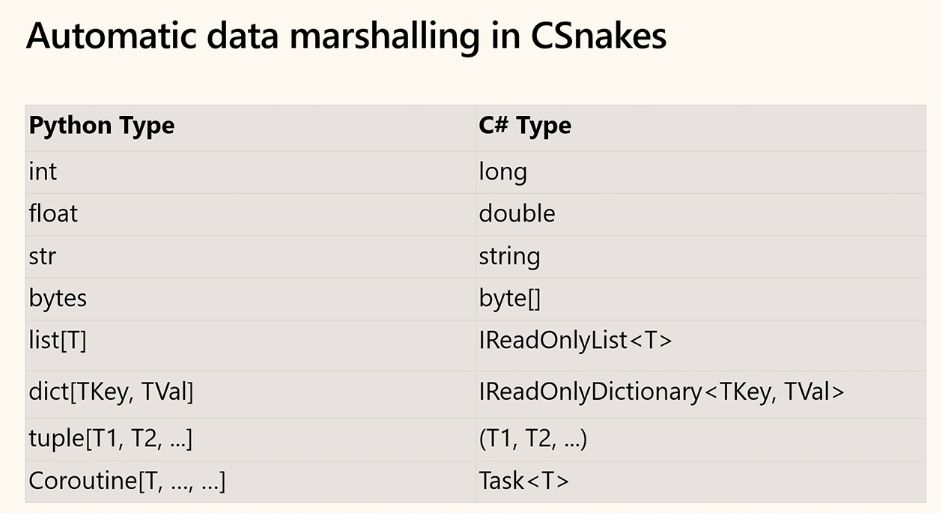 Automatic data marshalling in CSnakes
Python Type C# Type
int long
float double
str string
bytes byte[]
list[T] IReadOnlyList<T>
dict[TKey, TVal] IReadOnlyDictionary<TKey, TVal>
tuple[T1, T2, ...] (T1, T2, ...)
Coroutine[T, ..., ...] Task<T>